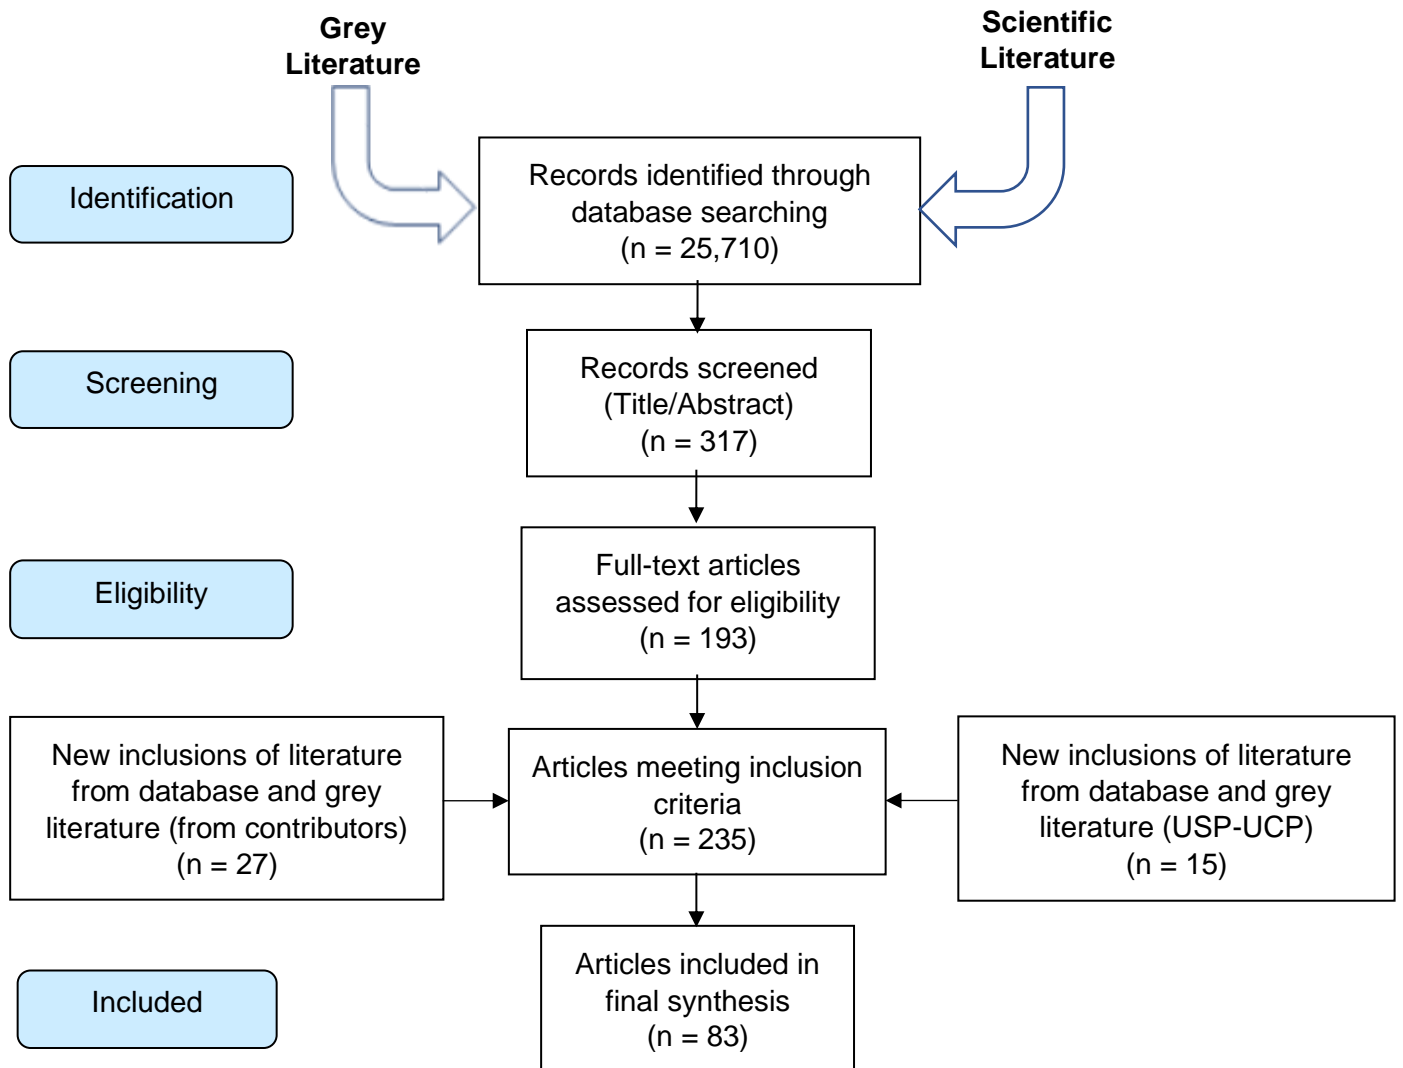 Grey
Literature
Scientific
Literature
Identification
Records identified through
database searching
(n = 25,710)
Screening
Records screened
(Title/Abstract)
(n = 317)
Eligibility
Full-text articles
assessed for eligibility
(n = 193)
New inclusions of literature
from database and grey
literature (from contributors)
(n = 27)
Articles meeting inclusion
criteria
(n = 235)
New inclusions of literature
from database and grey
literature (USP-UCP)
(n = 15)
Included
Articles included in
final synthesis
(n = 83)